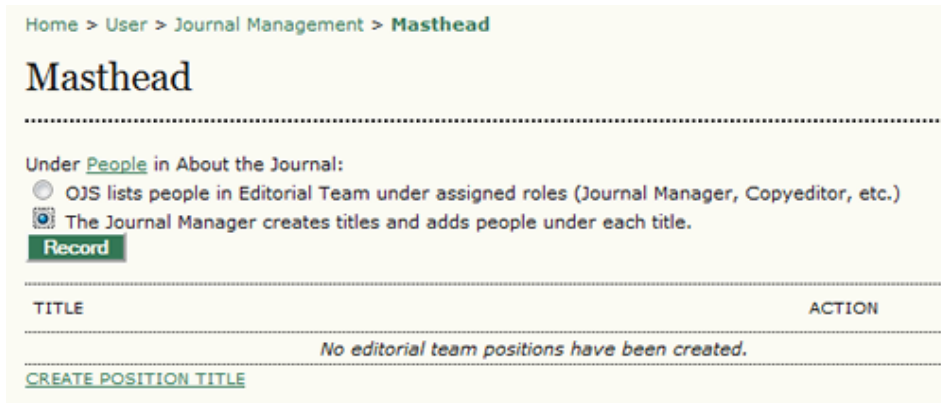 Home > User > Journal Management > Masthead
Masthead
Under People in About the Journal:
OJS lists people in Editorial Team under assigned roles (Journal Manager, Copyeditor, etc.)
The Journal Manager creates titles and adds people under each title.
Record
TITLE ACTION
No editorial team positions have been created.
CREATE POSITION TITLE